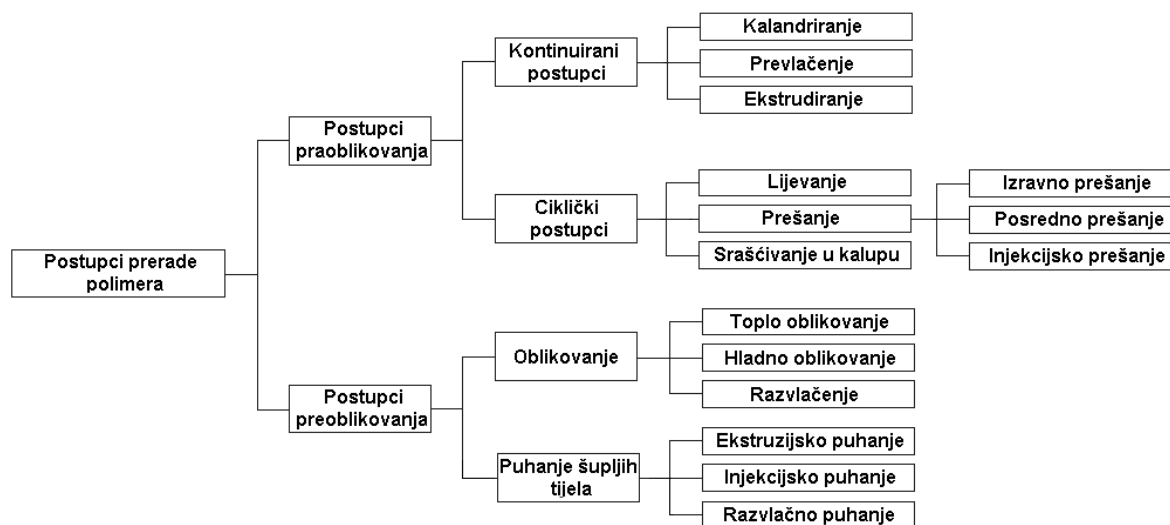 Kalandriranje
Kontinuirani
postupci
Prevlačenje
Ekstrudiranje
Postupci
praoblikovanja
Lijevanje
Izravno prešanje
Ciklički
postupci
Prešanje
Posredno prešanje
Srašćivanje u kalupu
Injekcijsko prešanje
Postupci prerade
polimera
Toplo oblikovanje
Oblikovanje
Hladno oblikovanje
Razvlačenje
Postupci
preoblikovanja
Ekstruzijsko puhanje
Puhanje šupljih
tijela
Injekcijsko puhanje
Razvlačno puhanje